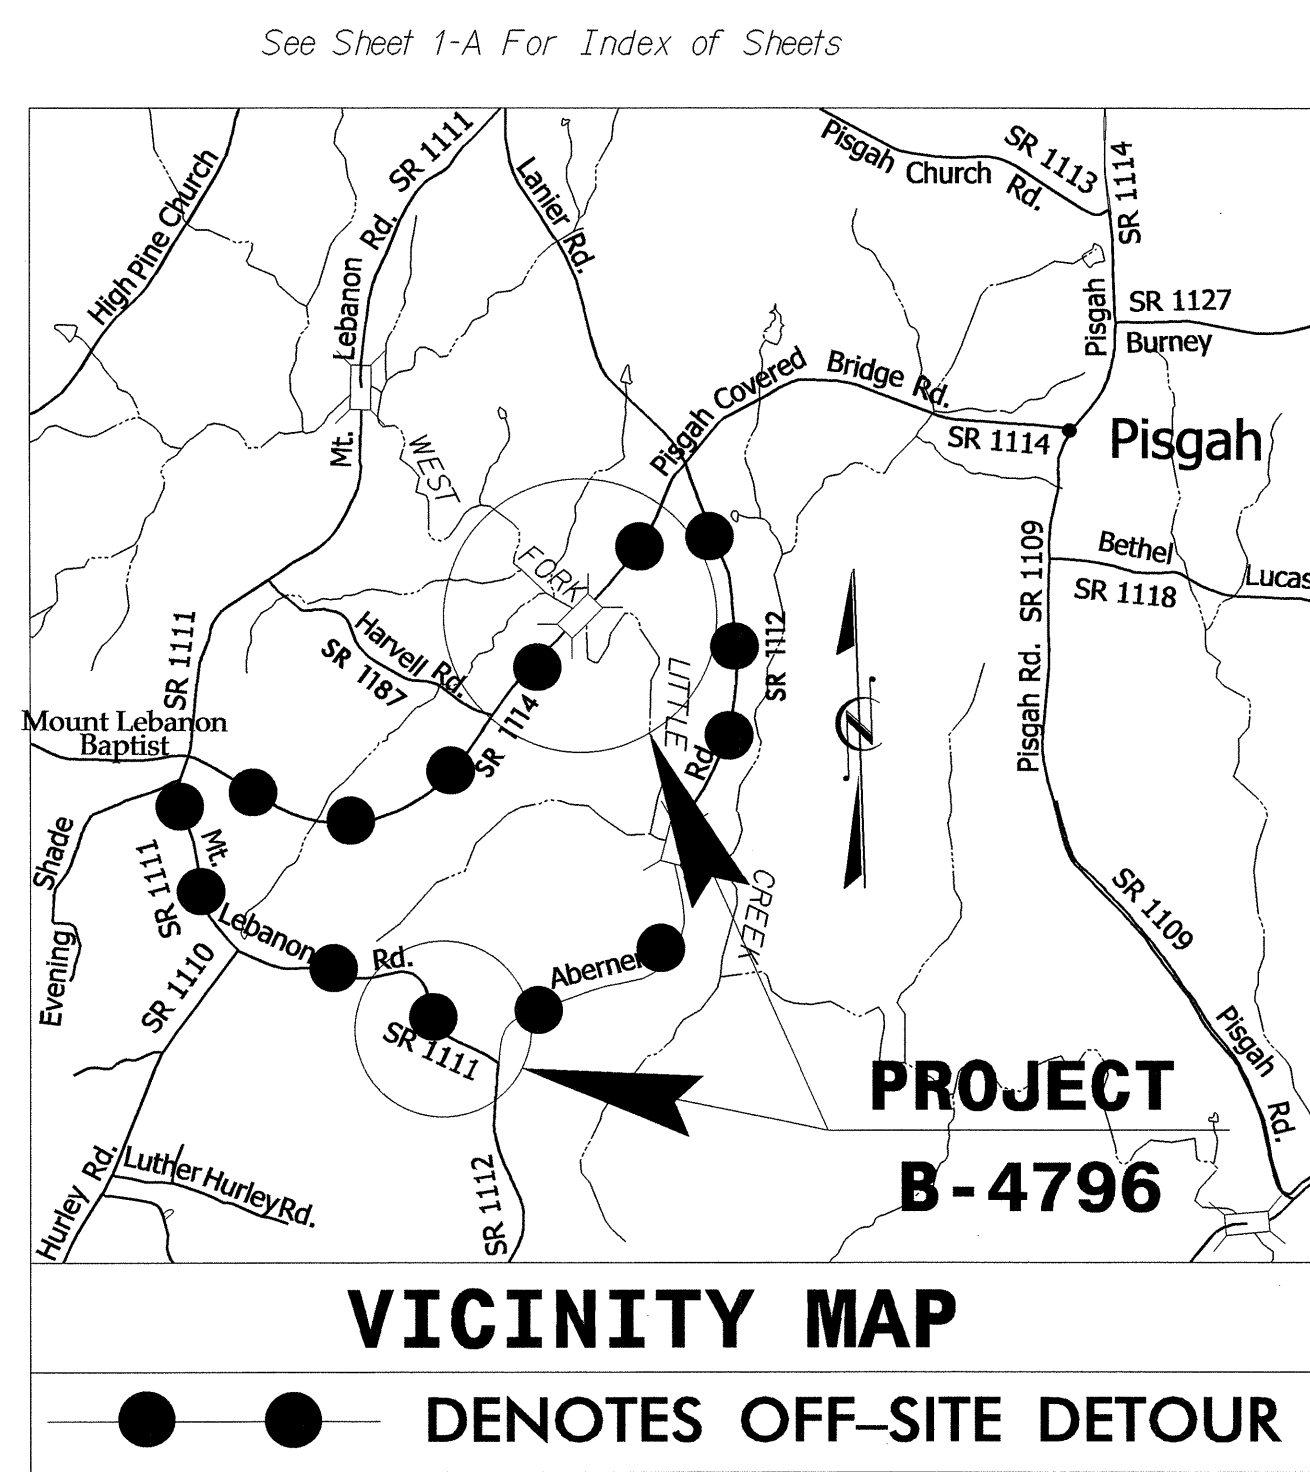 See Sheet 1-A For Index of Sheets
High Pine Church
Mt. Lebanon Rd. SR 1111
Lanier Rd.
Pisgah Church Rd.
SR 1113
SR 1114
Pisgah
SR 1127
Burney
Pisgah Covered Bridge Rd.
SR 1114
Pisgah
WEST
FORK
LITTLE
CREEK
Bethel
Lucas
SR 1118
SR 1109
Pisgah Rd.
SR 1111
Harvell Rd.
SR 1187
SR 1114
SR 1112
Rd
Mount Lebanon
Baptist
Shade
Evening
SR 1111
Mt.
Lebanon Rd.
SR 1110
SR 1111
SR 1109
Pisgah Rd.
Hurley Rd.
Luther Hurley Rd.
SR 1112
PROJECT
B-4796
VICINITY MAP
DENOTES OFF-SITE DETOUR